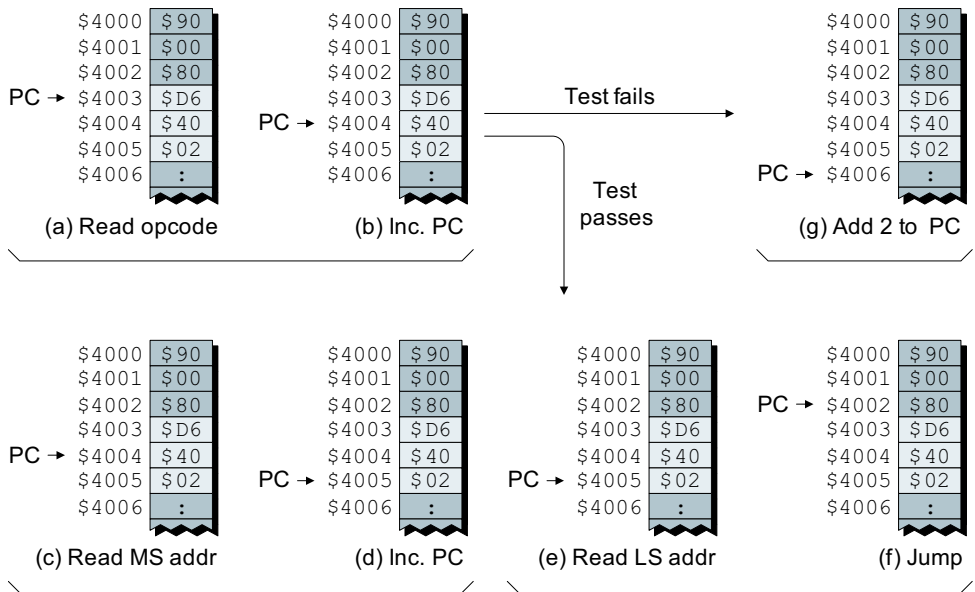 $4000 $90
$4001 $00
$4002 $80
PC → $4003 $D6
$4004 $40
$4005 $02
$4006 :
(a) Read opcode
$4000 $90
$4001 $00
$4002 $80
$4003 $D6
PC → $4004 $40
$4005 $02
$4006 :
(b) Inc. PC
Test fails
Test
passes
$4000 $90
$4001 $00
$4002 $80
$4003 $D6
$4004 $40
$4005 $02
PC → $4006 :
(g) Add 2 to PC
$4000 $90
$4001 $00
$4002 $80
$4003 $D6
PC → $4004 $40
$4005 $02
$4006 :
(c) Read MS addr
$4000 $90
$4001 $00
$4002 $80
$4003 $D6
$4004 $40
PC → $4005 $02
$4006 :
(d) Inc. PC
$4000 $90
$4001 $00
$4002 $80
$4003 $D6
$4004 $40
PC → $4005 $02
$4006 :
(e) Read LS addr
$4000 $90
$4001 $00
PC → $4002 $80
$4003 $D6
$4004 $40
$4005 $02
$4006 :
(f) Jump